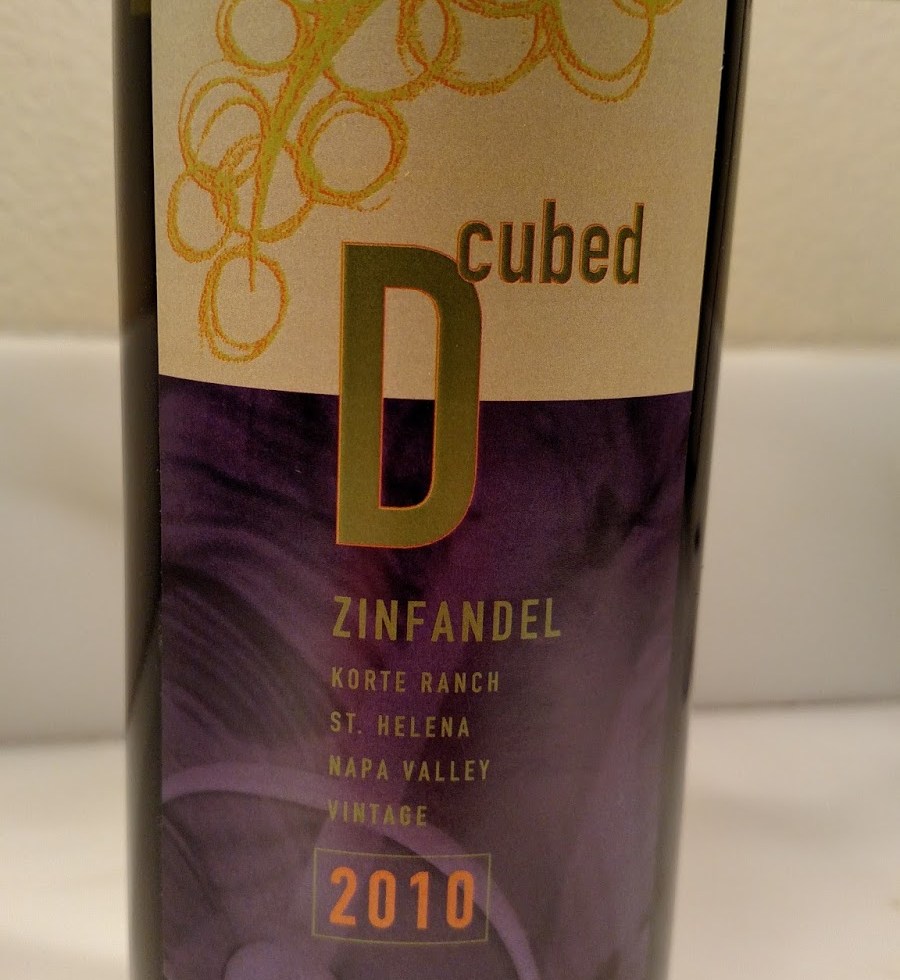 D cubed
ZINFANDEL
KORTE RANCH
ST. HELENA
NAPA VALLEY
VINTAGE
2010